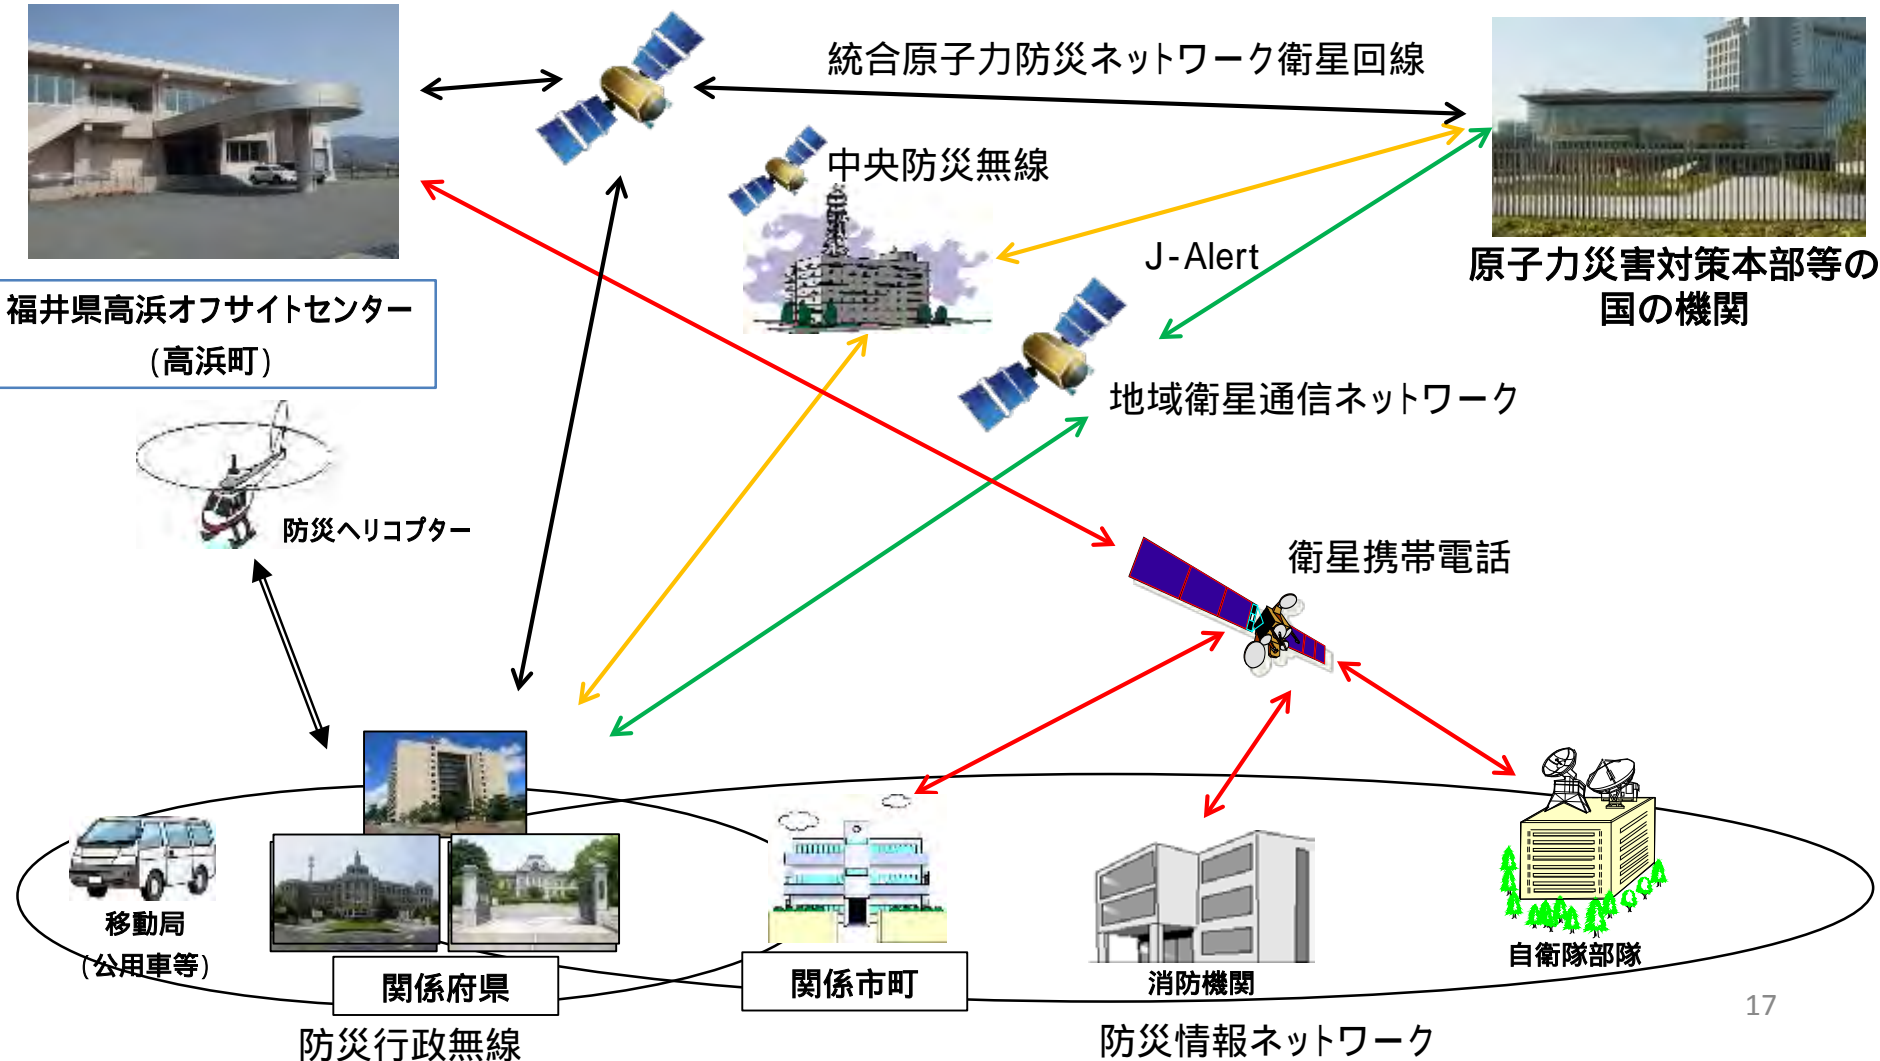 統合原子力防災ネットワーク衛星回線
中央防災無線
J-Alert
原子力災害対策本部等の
国の機関
福井県高浜オフサイトセンター
(高浜町)
地域衛星通信ネットワーク
防災ヘリコプター
衛星携帯電話
移動局
(公用車等)
関係府県
関係市町
消防機関
自衛隊部隊
防災行政無線
防災情報ネットワーク
17